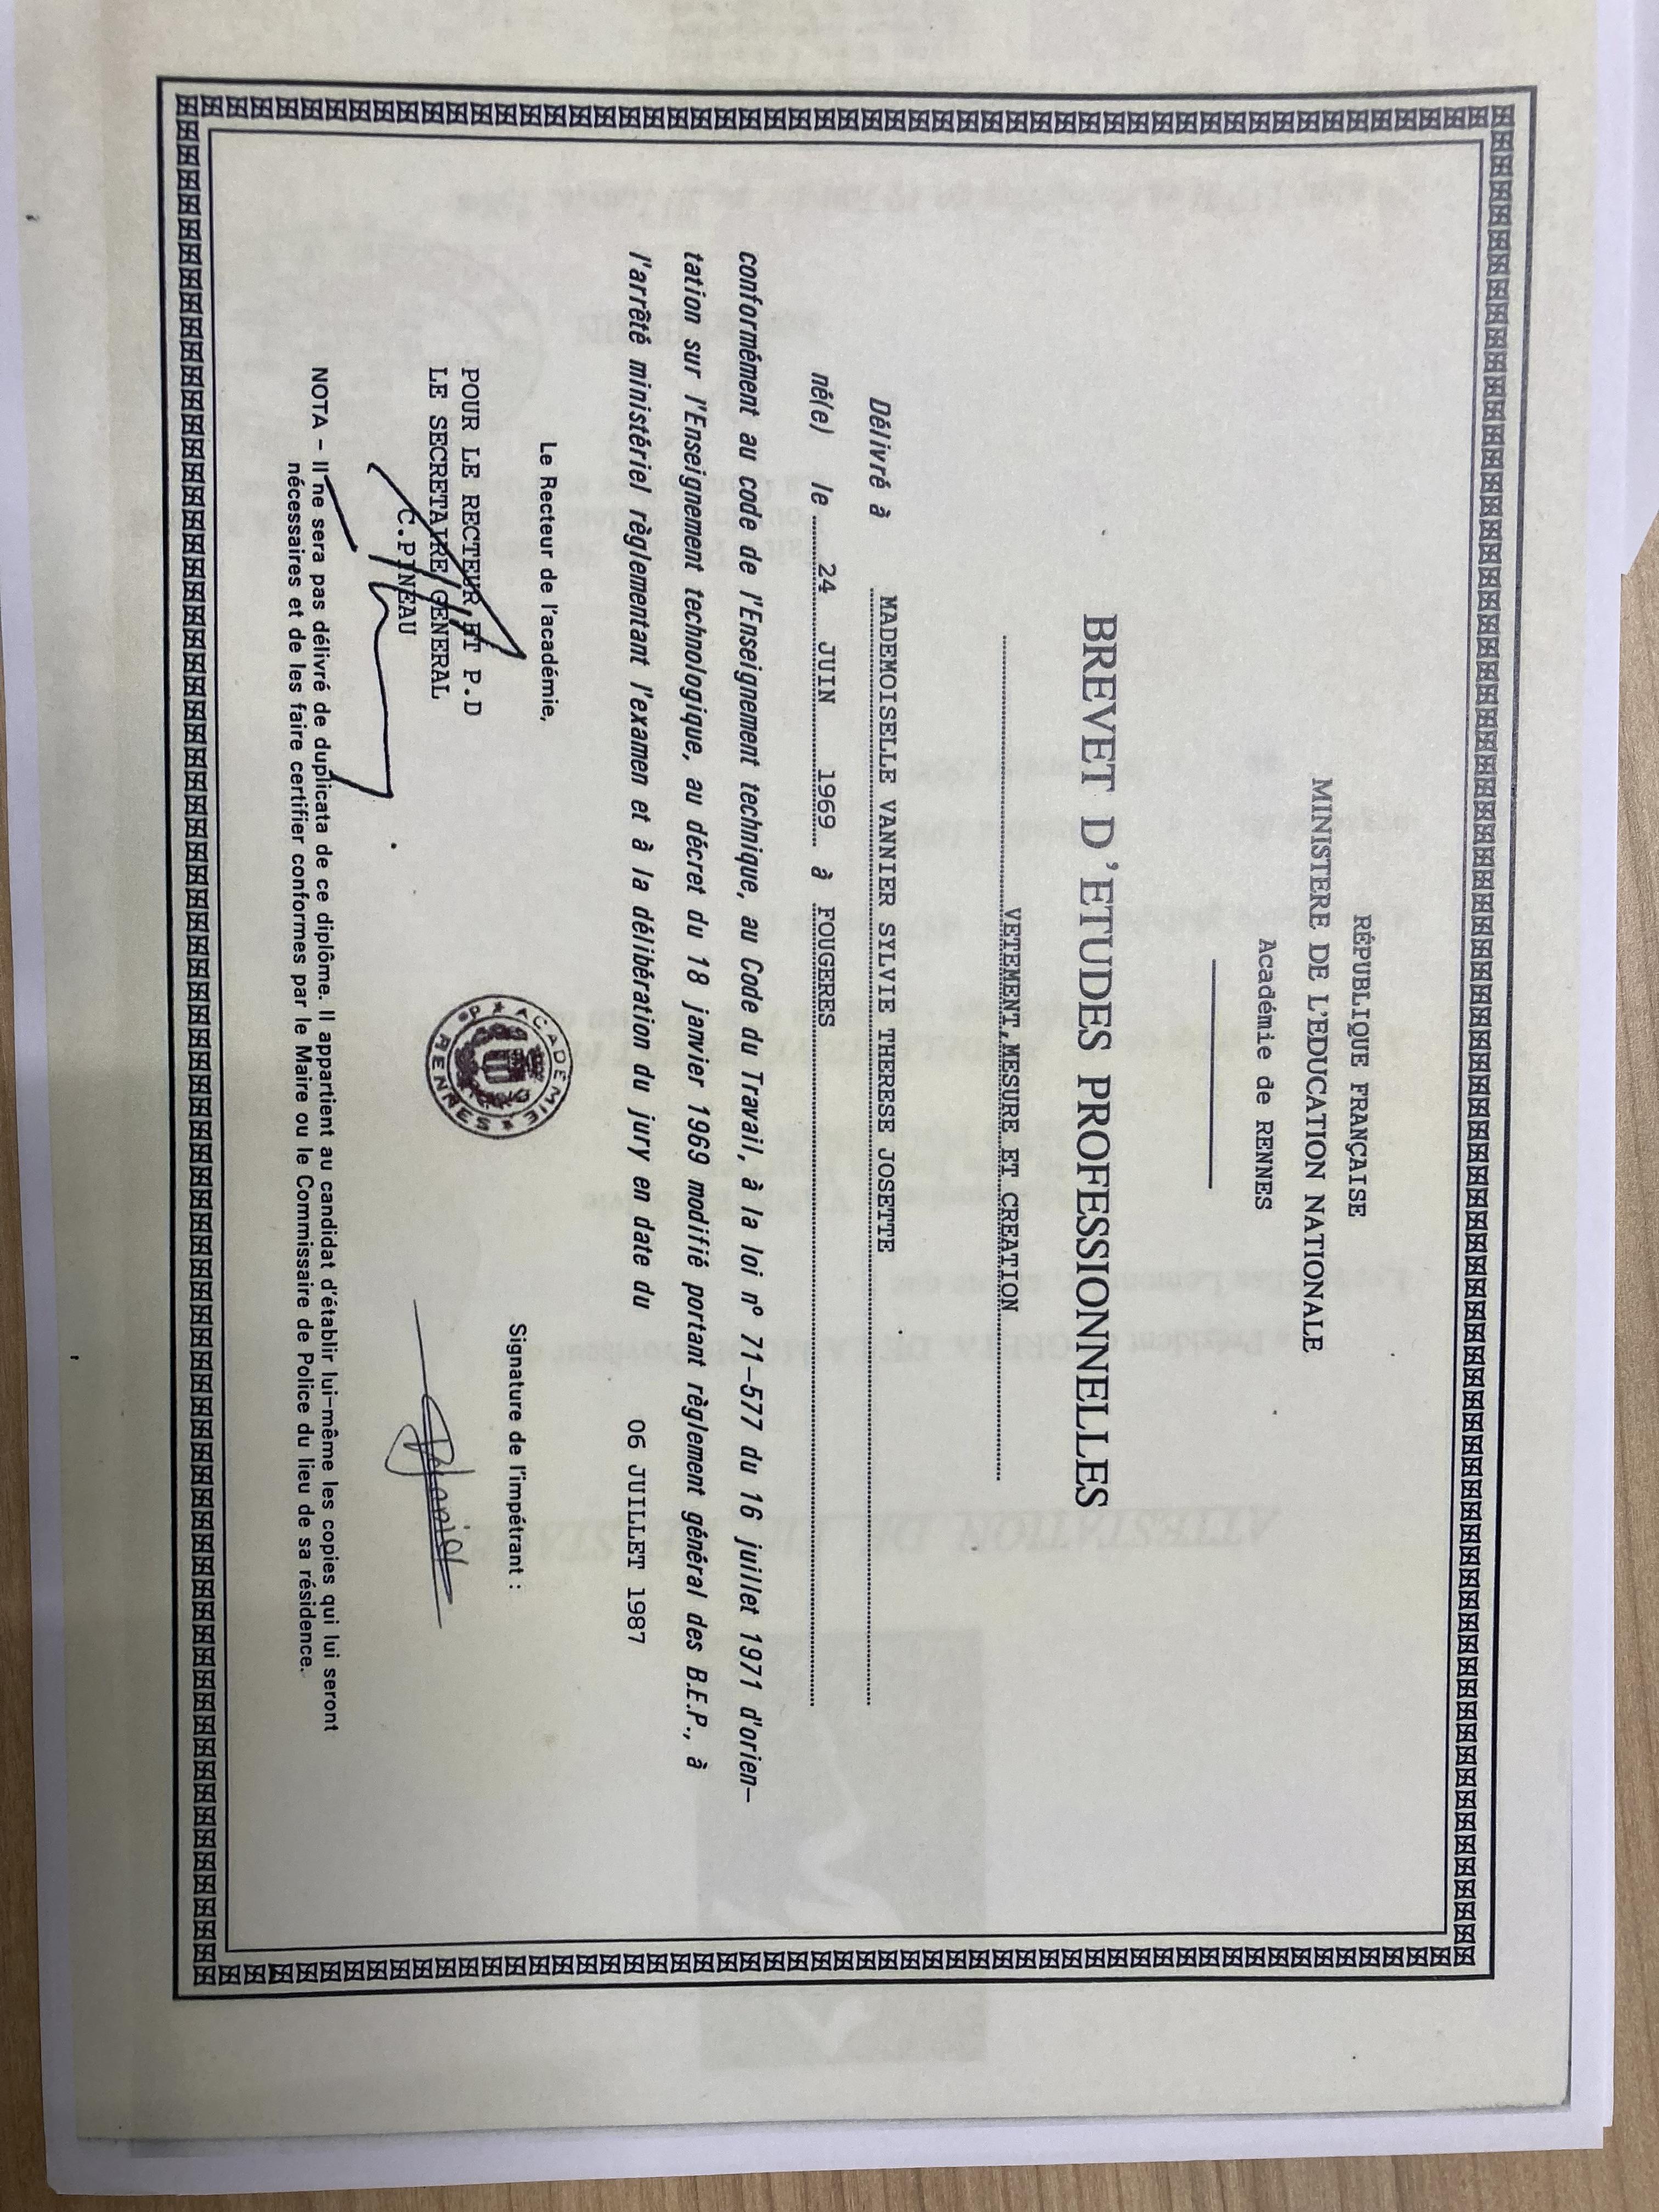 RÉPUBLIQUE FRANÇAISE
MINISTERE DE L'EDUCATION NATIONALE
Académie de RENNES
BREVET D'ETUDES PROFESSIONNELLES
VETEMENT,MESURE ET CREATION
Délivré à MADEMOISELLE VANNIER SYLVIE THERESE JOSETTE
né(e) le 24 JUIN 1969 à FOUGERES
conformément au code de l'Enseignement technique, au Code du Travail, à la loi nº 71-577 du 16 juillet 1971 d'orien-
tation sur l'Enseignement technologique, au décret du 18 janvier 1969 modifié portant règlement général des B.E.P., à
l'arrêté ministériel règlementant l'examen et à la délibération du jury en date du 06 JUILLET 1987
Le Recteur de l'académie,
Signature de l'impétrant :
POUR LE RECTEUR,ET P.D
LE SECRETAIRE GENERAL
C.PINEAU
ACADÉMIE RENNES
NOTA - Il ne sera pas délivré de duplicata de ce diplôme. Il appartient au candidat d'établir lui-même les copies qui lui seront
nécessaires et de les faire certifier conformes par le Maire ou le Commissaire de Police du lieu de sa résidence.